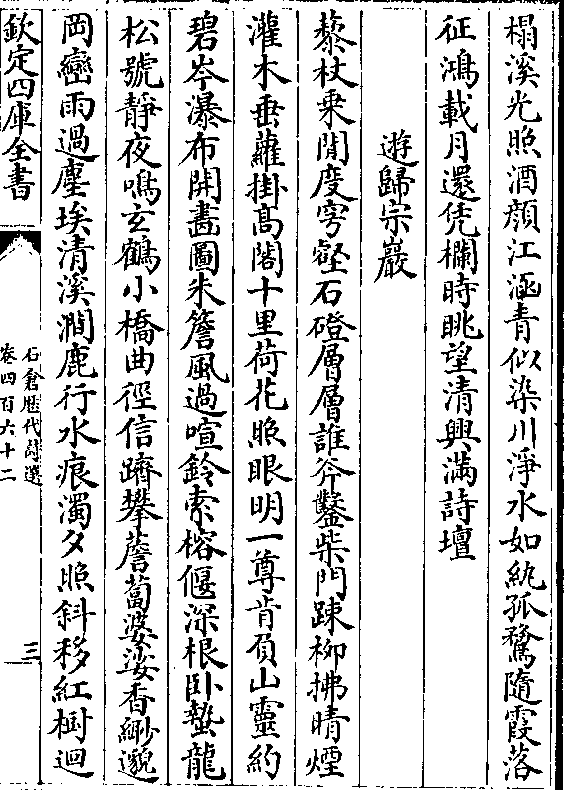 榻溪光照酒顔江涵青似染川淨水如紈孤鶩隨霞落
征鴻載月還凭欄時眺望清興滿詩壇
遊歸宗巖
藜杖乗閒度穹壑石磴層層誰斧鑿柴門踈柳拂晴煙
灌木垂蘿掛髙閣十里荷花照眼明一尊肯負山靈約
碧岑瀑布開畵圖朱簷風過喧鈴索榕偃深根卧蟄龍
松號靜夜鳴玄鶴小橋曲徑信躋攀薝蔔婆娑香緲邈
岡巒雨過塵埃清溪澗鹿行水痕濁夕照斜移紅樹迴
欽定四庫全書
石倉歴代詩選
卷四百六十二
三